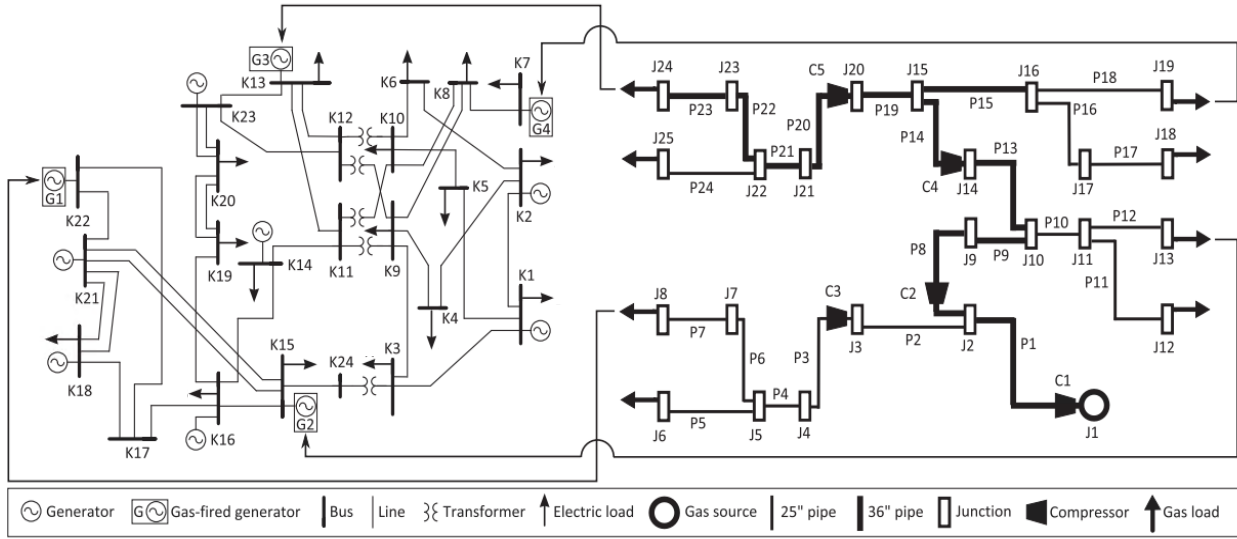 G3
K13
K23
K12
K10
K6
K8
K7
G4
J24
J23
C5
J20
J15
J16
P18
J19
P23
P22
P20
P19
P14
P15
P16
J25
P21
P24
J22
J21
C4
J14
P13
J17
P17
J18
G1
K22
K20
K5
K2
K19
K14
K11
K9
K21
K4
K1
P8
J9
P9
J10
P10
J11
P12
J13
P11
C2
J8
J7
C3
J3
P2
J2
P1
J12
P7
P6
P3
K18
K15
K24
K3
C1
J1
P4
P5
J6
J5
J4
K17
K16
G2
Generator
G
Gas-fired generator
Bus
Line
Transformer
Electric load
Gas source
25" pipe
36" pipe
Junction
Compressor
Gas load